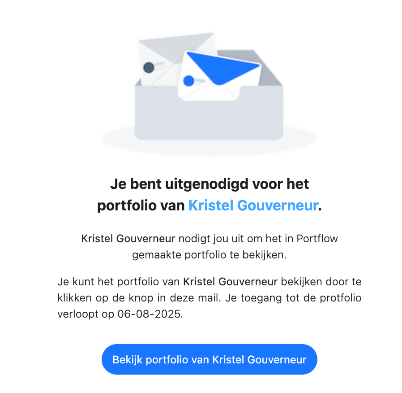 Je bent uitgenodigd voor het
portfolio van Kristel Gouverneur.
Kristel Gouverneur nodigt jou uit om het in Portflow
gemaakte portfolio te bekijken.
Je kunt het portfolio van Kristel Gouverneur bekijken door te
klikken op de knop in deze mail. Je toegang tot de protfolio
verloopt op 06-08-2025.
Bekijk portfolio van Kristel Gouverneur